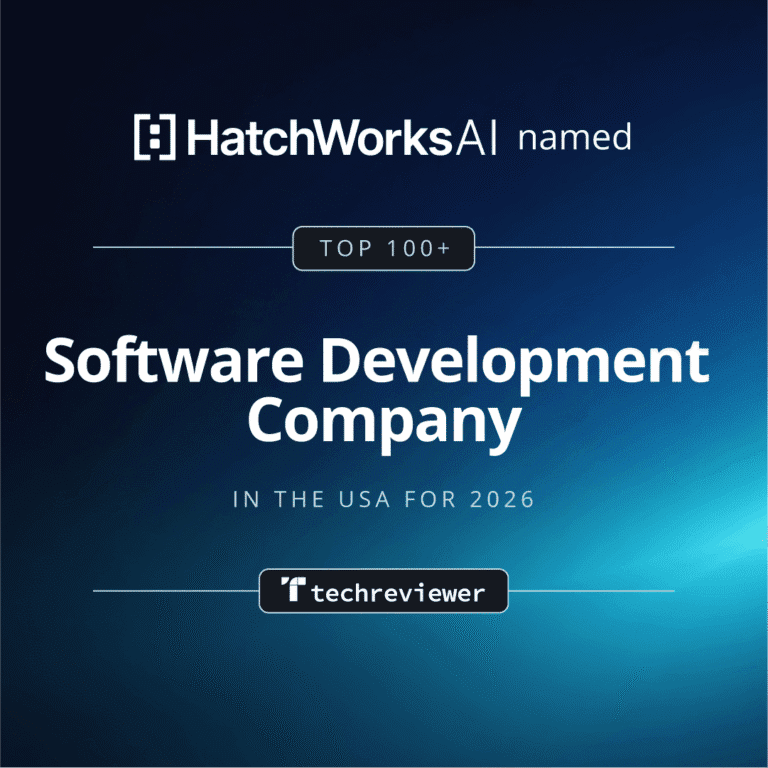 HatchWorksAI named
TOP 100+
Software Development
Company
IN THE USA FOR 2026
techreviewer